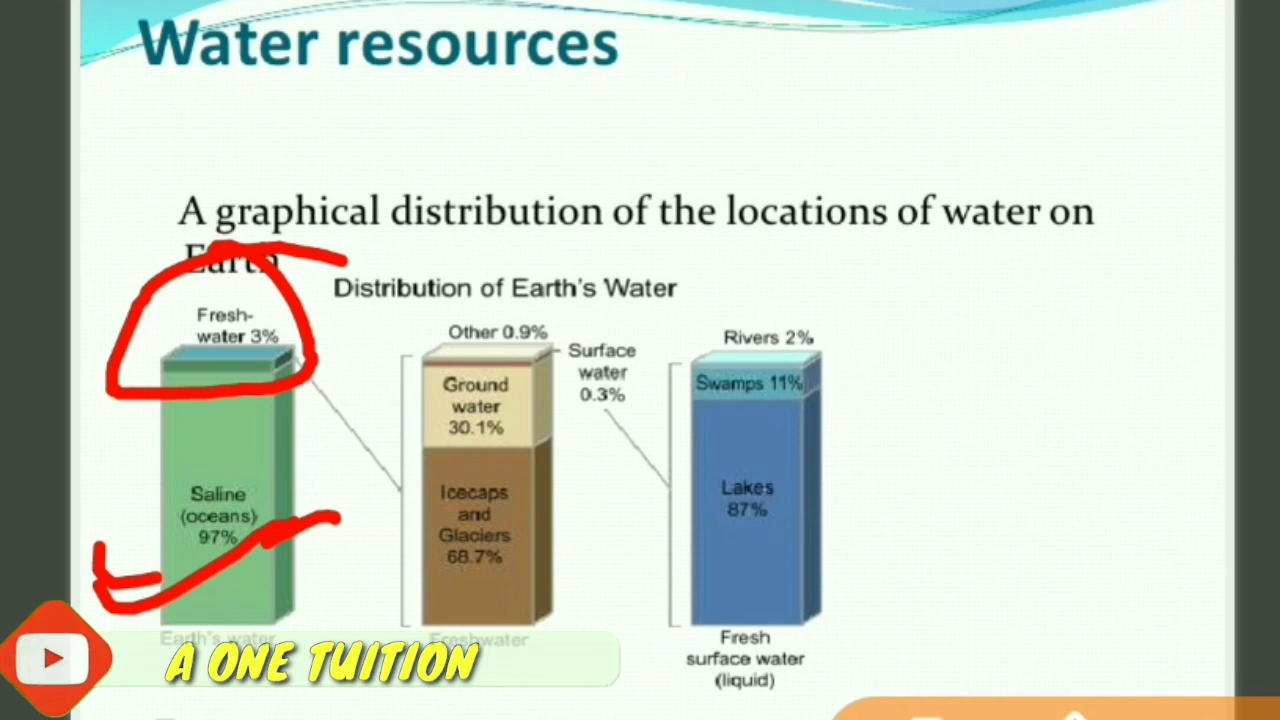 Water resources
A graphical distribution of the locations of water on
Earth
Distribution of Earth's Water
Fresh-
water 3%
Saline
(oceans)
97%
Earth's water
Other 0.9%
Surface
water
0.3%
Ground
water
30.1%
Icecaps
and
Glaciers
68.7%
Freshwater
Rivers 2%
Swamps 11%
Lakes
87%
Fresh
surface water
(liquid)
A ONE TUITION